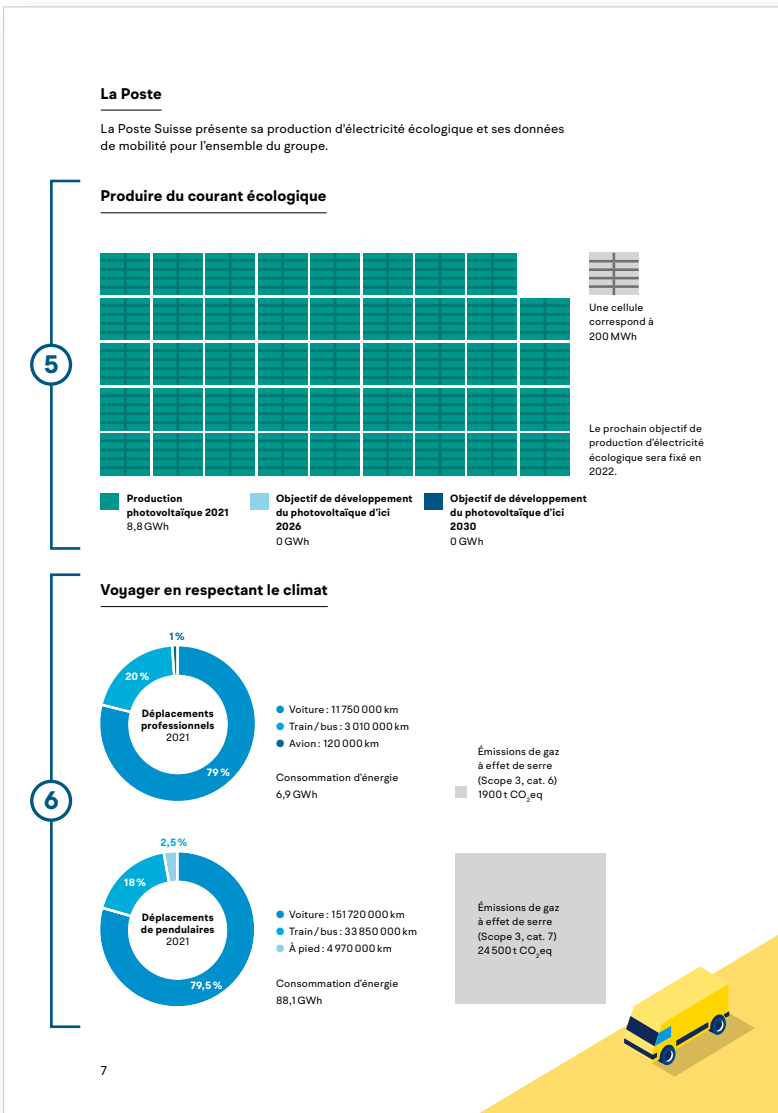 La Poste
La Poste Suisse présente sa production d'électricité écologique et ses données
de mobilité pour l'ensemble du groupe.
Produire du courant écologique
5
Une cellule
correspond à
200 MWh
Le prochain objectif de
production d'électricité
écologique sera fixé en
2022.
Production
photovoltaïque 2021
8,8 GWh
Objectif de développement
du photovoltaïque d'ici
2026
0 GWh
Objectif de développement
du photovoltaïque d'ici
2030
0 GWh
6
Voyager en respectant le climat
1 %
20 %
79 %
Déplacements
professionnels
2021
Voiture : 11 750 000 km
Train / bus : 3 010 000 km
Avion : 120 000 km
Consommation d'énergie
6,9 GWh
Émissions de gaz
à effet de serre
(Scope 3, cat. 6)
1900 t CO₂eq
2,5 %
18 %
79,5 %
Déplacements
de pendulaires
2021
Voiture : 151 720 000 km
Train / bus : 33 850 000 km
À pied : 4 970 000 km
Consommation d'énergie
88,1 GWh
Émissions de gaz
à effet de serre
(Scope 3, cat. 7)
24 500 t CO₂eq
7